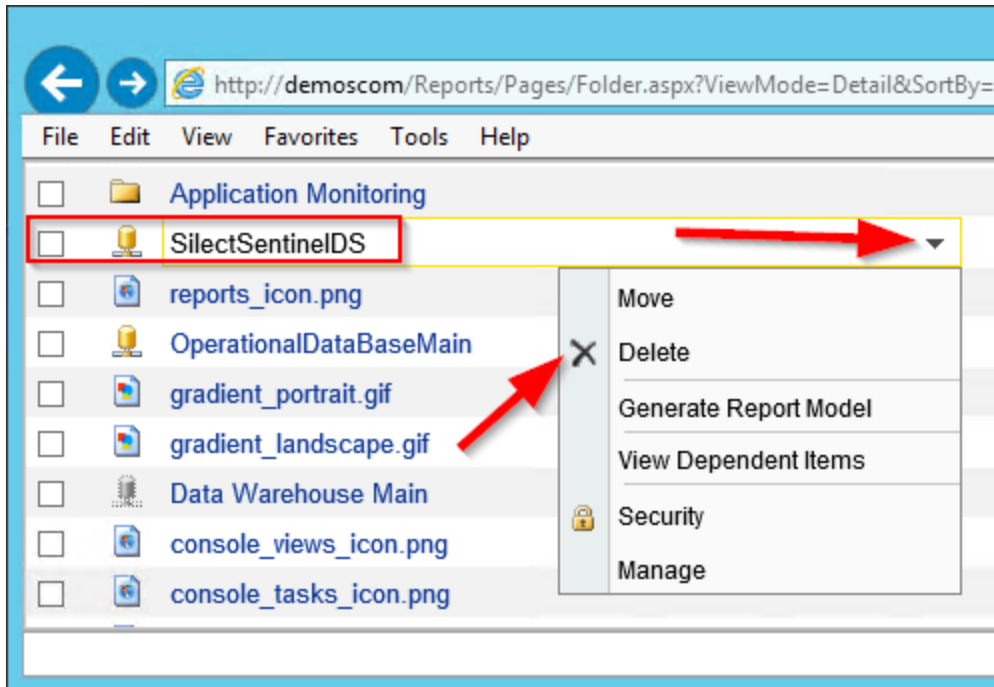 http://demoscom/Reports/Pages/Folder.aspx?ViewMode=Detail&SortBy=
File Edit View Favorites Tools Help
Application Monitoring
SilectSentinelDS
reports_icon.png
OperationalDataBaseMain
gradient_portrait.gif
gradient_landscape.gif
Data Warehouse Main
console_views_icon.png
console_tasks_icon.png
Move
Delete
Generate Report Model
View Dependent Items
Security
Manage